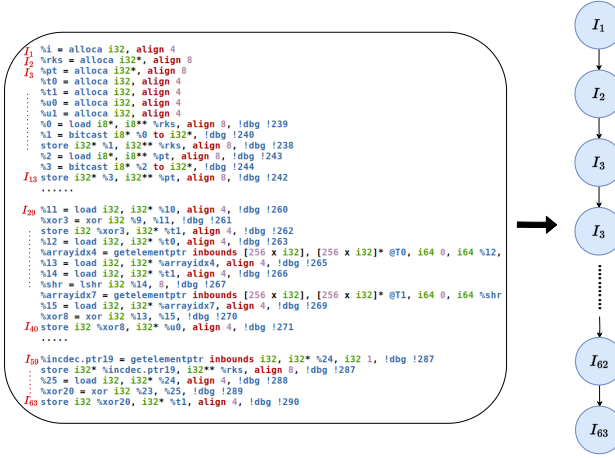 I1 %i = alloca i32, align 4
I2 %rks = alloca i32*, align 8
I3 %pt = alloca i32*, align 8
%t0 = alloca i32, align 4
%t1 = alloca i32, align 4
%u0 = alloca i32, align 4
%u1 = alloca i32, align 4
%0 = load i8*, i8** %rks, align 8, !dbg !239
%1 = bitcast i8* %0 to i32*, !dbg !240
store i32* %1, i32** %rks, align 8, !dbg !238
%2 = load i8*, i8** %pt, align 8, !dbg !243
%3 = bitcast i8* %2 to i32*, !dbg !244
I13 store i32* %3, i32** %pt, align 8, !dbg !242
......
I29 %11 = load i32, i32* %10, align 4, !dbg !260
%xor3 = xor i32 %9, %11, !dbg !261
store i32 %xor3, i32* %t1, align 4, !dbg !262
%12 = load i32, i32* %t0, align 4, !dbg !263
%arrayidx4 = getelementptr inbounds [256 x i32], [256 x i32]* @T0, i64 0, i64 %12,
%13 = load i32, i32* %arrayidx4, align 4, !dbg !265
%14 = load i32, i32* %t1, align 4, !dbg !266
%shr = lshr i32 %14, 8, !dbg !267
%arrayidx7 = getelementptr inbounds [256 x i32], [256 x i32]* @T1, i64 0, i64 %shr
%15 = load i32, i32* %arrayidx7, align 4, !dbg !269
%xor8 = xor i32 %13, %15, !dbg !270
I40 store i32 %xor8, i32* %u0, align 4, !dbg !271
.....
I59 %incdec.ptr19 = getelementptr inbounds i32, i32* %24, i32 1, !dbg !287
store i32* %incdec.ptr19, i32** %rks, align 8, !dbg !287
%25 = load i32, i32* %24, align 4, !dbg !288
%xor20 = xor i32 %23, %25, !dbg !289
I63 store i32 %xor20, i32* %t1, align 4, !dbg !290
I1
I2
I3
I3
I62
I63